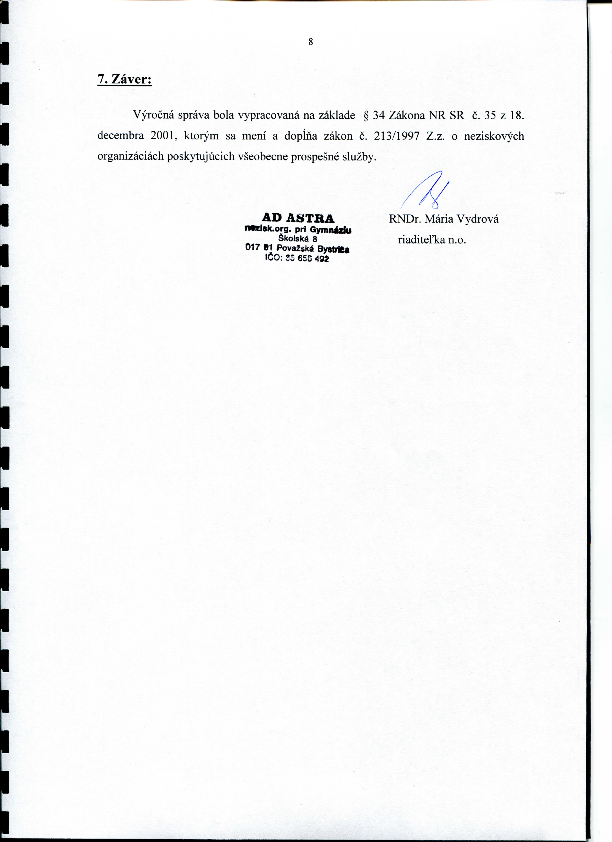 8
7. Záver:
Výročná správa bola vypracovaná na základe § 34 Zákona NR SR č. 35 z 18.
decembra 2001, ktorým sa mení a dopĺňa zákon č. 213/1997 Z.z. o neziskových
organizáciách poskytujúcich všeobecne prospešné služby.
AD ASTRA
nezisk.org. pri Gymnáziu
Školská 8
017 01 Považská Bystrica
IČO:
RNDr. Mária Vydrová
riaditeľka n.o.